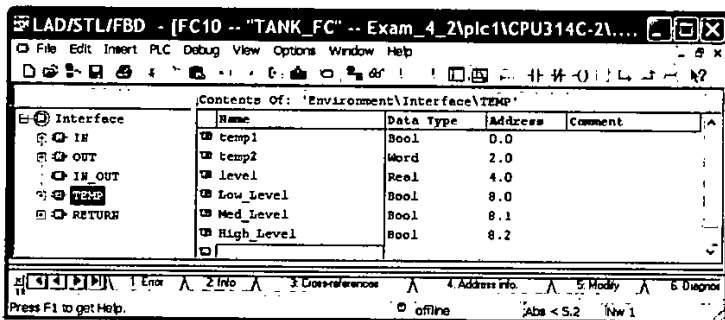 LAD/STL/FBD - [FC10 -- "TANK_FC" -- Exam_4_2\plc1\CPU314C-2\....
File Edit Insert PLC Debug View Options Window Help
Contents Of: 'Environment\Interface\TEMP'
Interface
IN
OUT
IN_OUT
TEMP
RETURN
Name Data Type Address Comment
temp1 Bool 0.0
temp2 Word 2.0
level Real 4.0
Low_Level Bool 8.0
Med_Level Bool 8.1
High_Level Bool 8.2
1: Error 2: Info 3: Cross-references 4: Address info. 5: Modify 6: Diagnos
Press F1 to get Help. offline Abs < 5.2 Nw 1